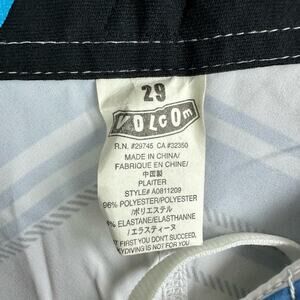 29
VOLCOM
R.N. #29745 CA #32350
MADE IN CHINA/
FABRIQUE EN CHINE/
中国製
PLAITER
STYLE# A0811209
96% POLYESTER/POLYESTER
/ポリエステル
4% ELASTANE/ELASTHANNE
/エラスティーヌ
IF AT FIRST YOU DON'T SUCCEED,
SKYDIVING IS NOT FOR YOU